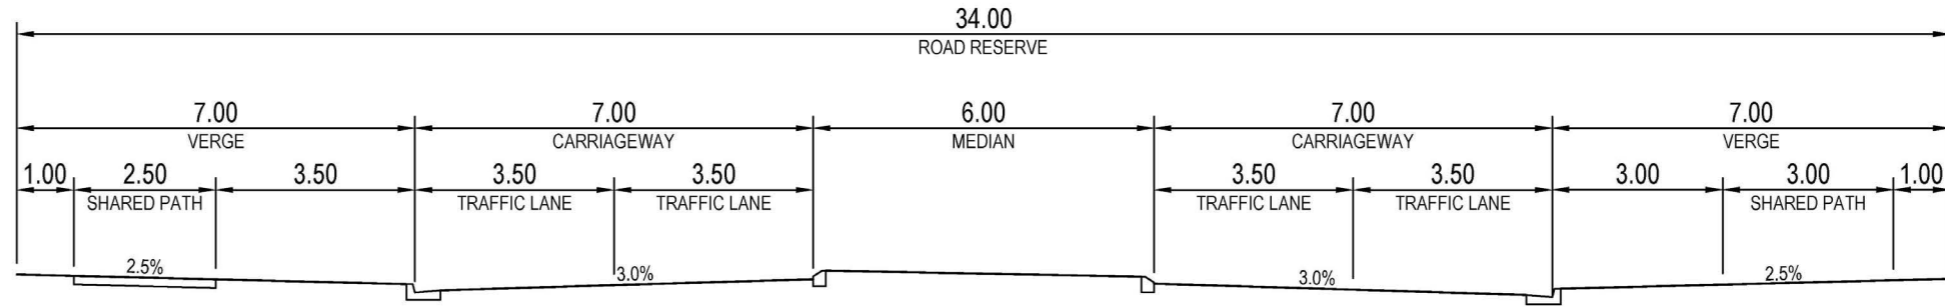 34.00
ROAD RESERVE
7.00 7.00 6.00 7.00 7.00
VERGE CARRIAGEWAY MEDIAN CARRIAGEWAY VERGE
1.00 2.50 3.50 3.50 3.50 3.50 3.50 3.00 3.00 1.00
SHARED PATH TRAFFIC LANE TRAFFIC LANE TRAFFIC LANE TRAFFIC LANE SHARED PATH
2.5% 3.0% 3.0% 2.5%